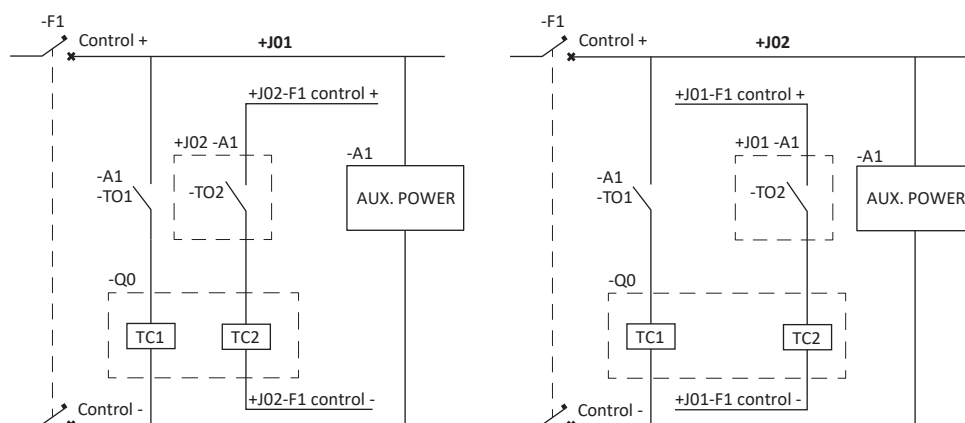 -F1
Control +
+J01
+J02-F1 control +
+J02 -A1
-A1
-A1
-TO1
-TO2
AUX. POWER
-Q0
TC1
TC2
+J02-F1 control -
Control -
-F1
Control +
+J02
+J01-F1 control +
+J01 -A1
-A1
-A1
-TO1
-TO2
AUX. POWER
-Q0
TC1
TC2
+J01-F1 control -
Control -